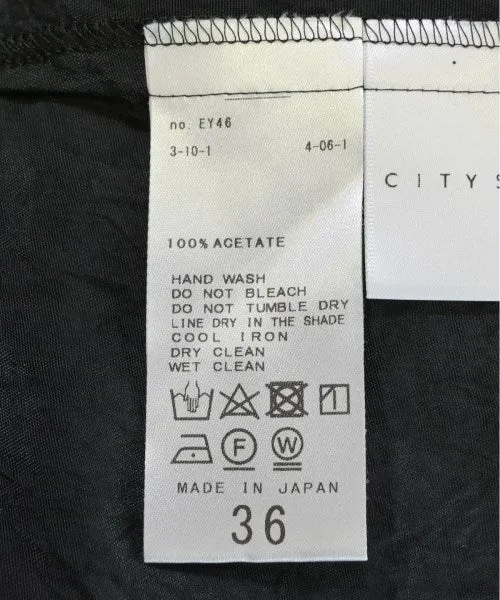 no. EY46
3-10-1 4-06-1
CITY
100% ACETATE
HAND WASH
DO NOT BLEACH
DO NOT TUMBLE DRY
LINE DRY IN THE SHADE
COOL IRON
DRY CLEAN
WET CLEAN
F W
MADE IN JAPAN
36